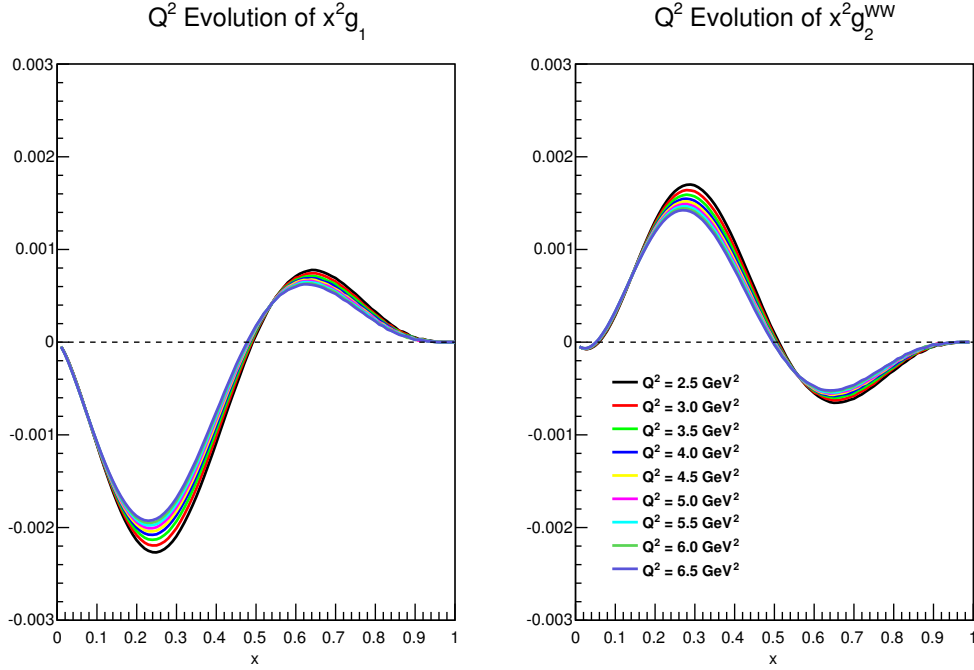 Q² Evolution of x²g₁
0.003
0.002
0.001
0
-0.001
-0.002
-0.003
0 0.1 0.2 0.3 0.4 0.5 0.6 0.7 0.8 0.9 1
x
Q² Evolution of x²g₂^WW
0.003
0.002
0.001
0
-0.001
-0.002
-0.003
Q² = 2.5 GeV²
Q² = 3.0 GeV²
Q² = 3.5 GeV²
Q² = 4.0 GeV²
Q² = 4.5 GeV²
Q² = 5.0 GeV²
Q² = 5.5 GeV²
Q² = 6.0 GeV²
Q² = 6.5 GeV²
0 0.1 0.2 0.3 0.4 0.5 0.6 0.7 0.8 0.9 1
x